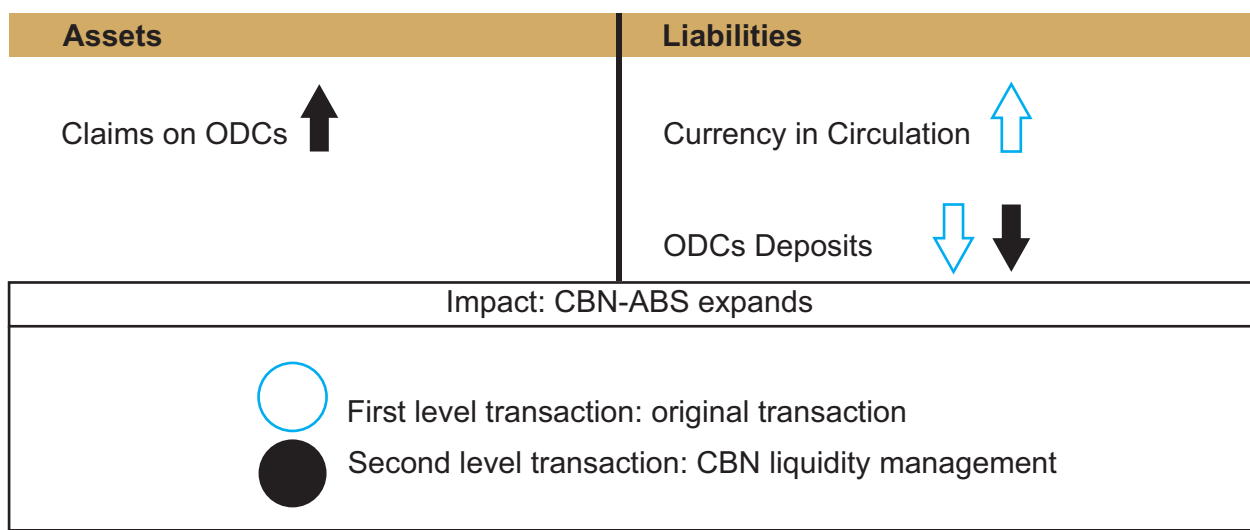 Assets
Liabilities
Claims on ODCs
Currency in Circulation
ODCs Deposits
Impact: CBN-ABS expands
First level transaction: original transaction
Second level transaction: CBN liquidity management